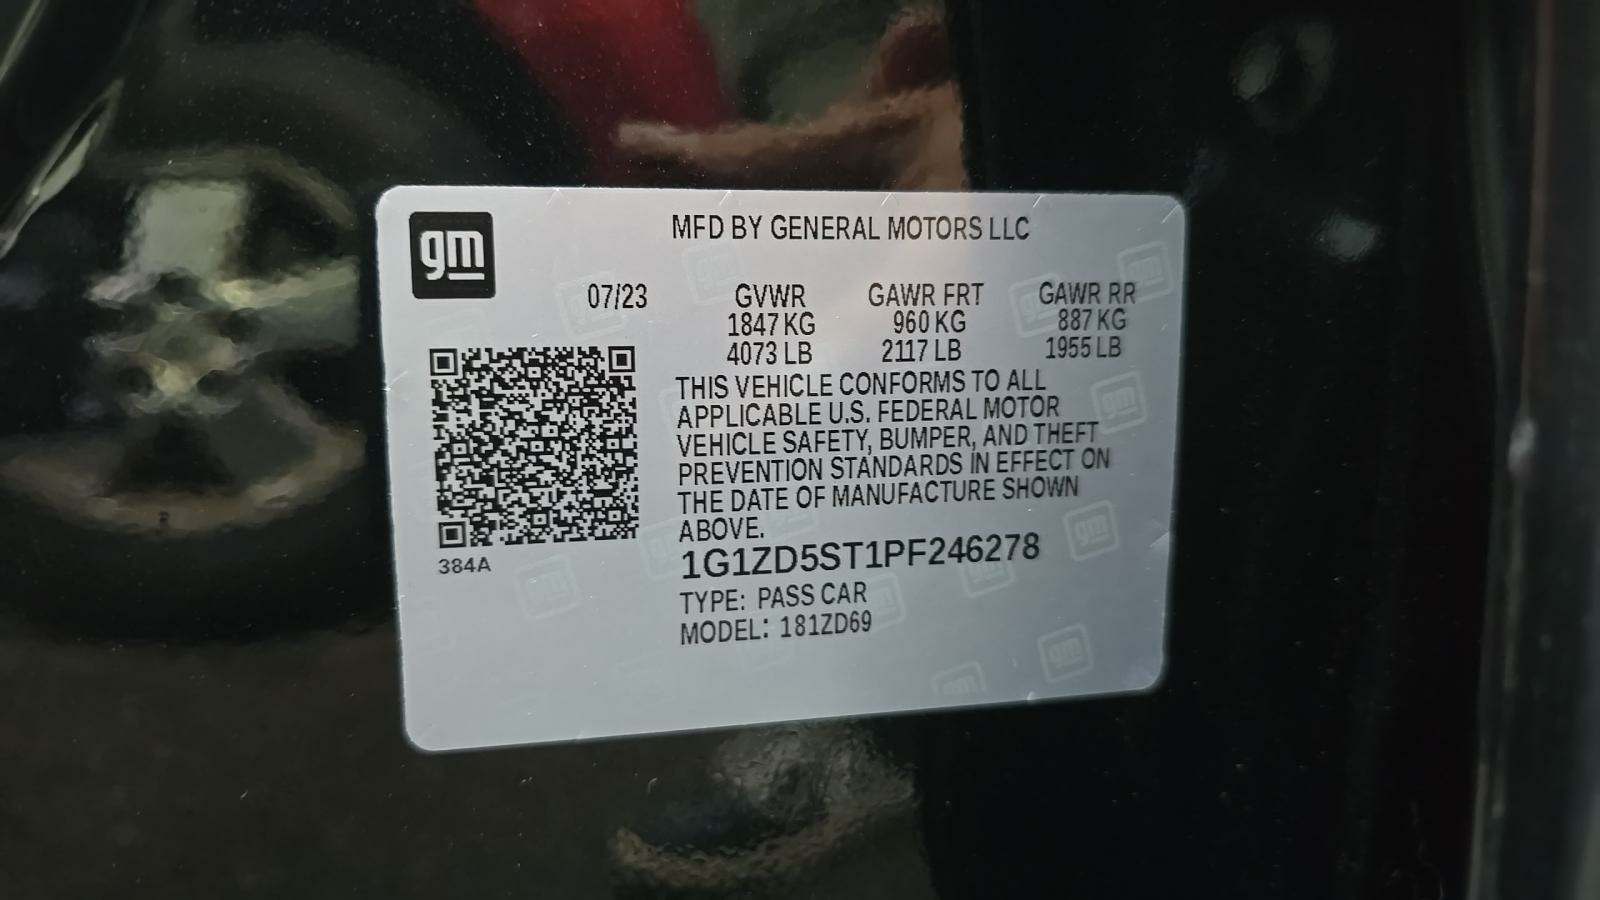 gm
MFD BY GENERAL MOTORS LLC
07/23 GVWR GAWR FRT GAWR RR
1847 KG 960 KG 887 KG
4073 LB 2117 LB 1955 LB
THIS VEHICLE CONFORMS TO ALL
APPLICABLE U.S. FEDERAL MOTOR
VEHICLE SAFETY, BUMPER, AND THEFT
PREVENTION STANDARDS IN EFFECT ON
THE DATE OF MANUFACTURE SHOWN
ABOVE.
384A
1G1ZD5ST1PF246278
TYPE: PASS CAR
MODEL: 181ZD69